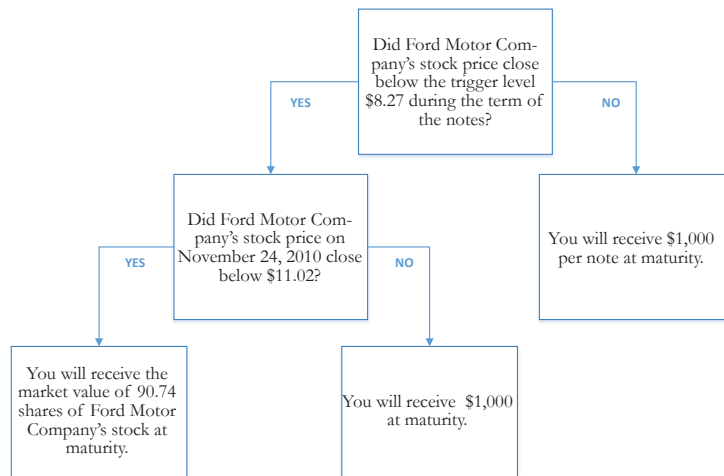 Did Ford Motor Com-
pany's stock price close
below the trigger level
$8.27 during the term of
the notes?
YES
NO
Did Ford Motor Com-
pany's stock price on
November 24, 2010 close
below $11.02?
You will receive $1,000
per note at maturity.
YES
NO
You will receive the
market value of 90.74
shares of Ford Motor
Company's stock at
maturity.
You will receive $1,000
at maturity.